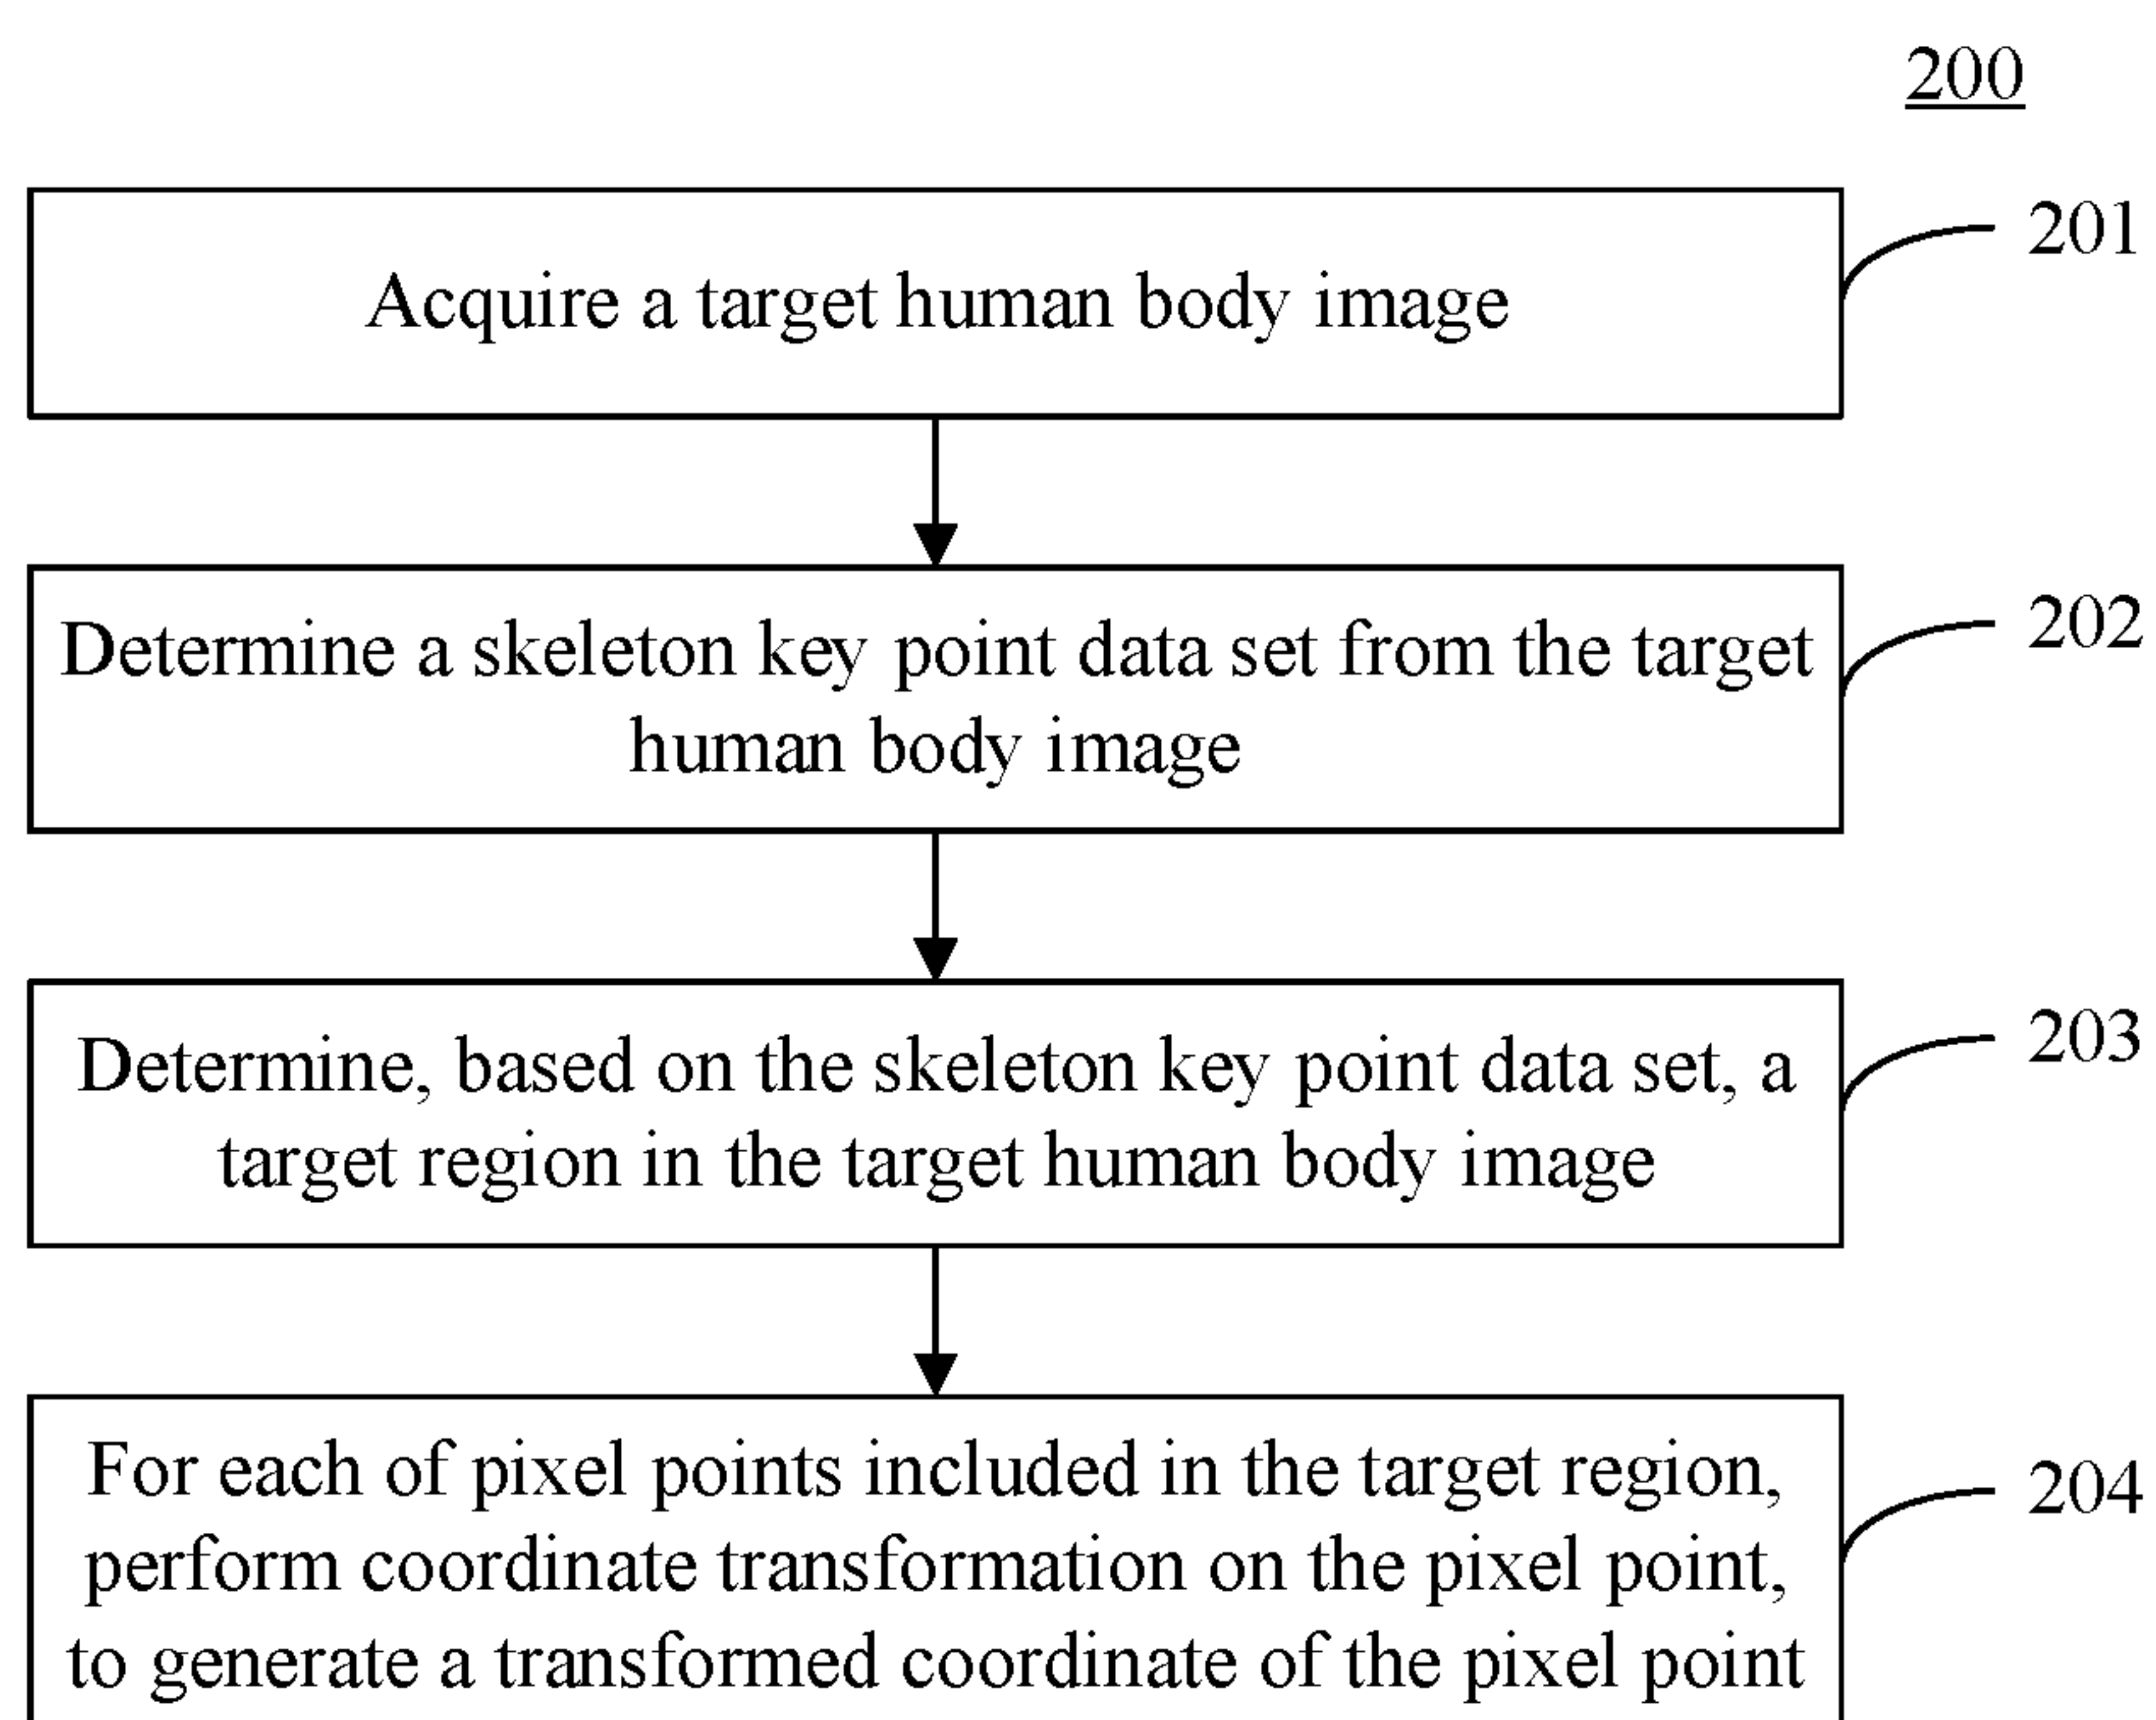 200
Acquire a target human body image
201
Determine a skeleton key point data set from the target
human body image
202
Determine, based on the skeleton key point data set, a
target region in the target human body image
203
For each of pixel points included in the target region,
perform coordinate transformation on the pixel point,
to generate a transformed coordinate of the pixel point
204